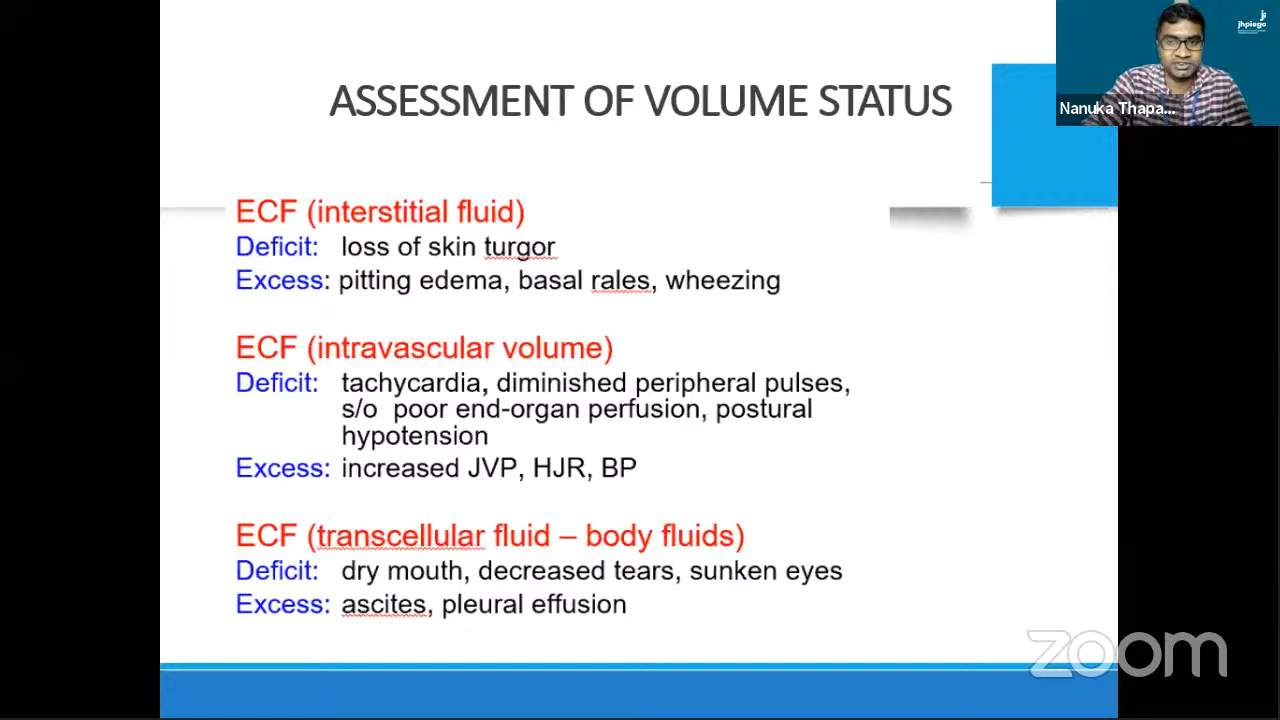 jhpiego
Nanuka Thapa...
ASSESSMENT OF VOLUME STATUS
ECF (interstitial fluid)
Deficit: loss of skin turgor
Excess: pitting edema, basal rales, wheezing
ECF (intravascular volume)
Deficit: tachycardia, diminished peripheral pulses,
s/o poor end-organ perfusion, postural
hypotension
Excess: increased JVP, HJR, BP
ECF (transcellular fluid – body fluids)
Deficit: dry mouth, decreased tears, sunken eyes
Excess: ascites, pleural effusion
zoom